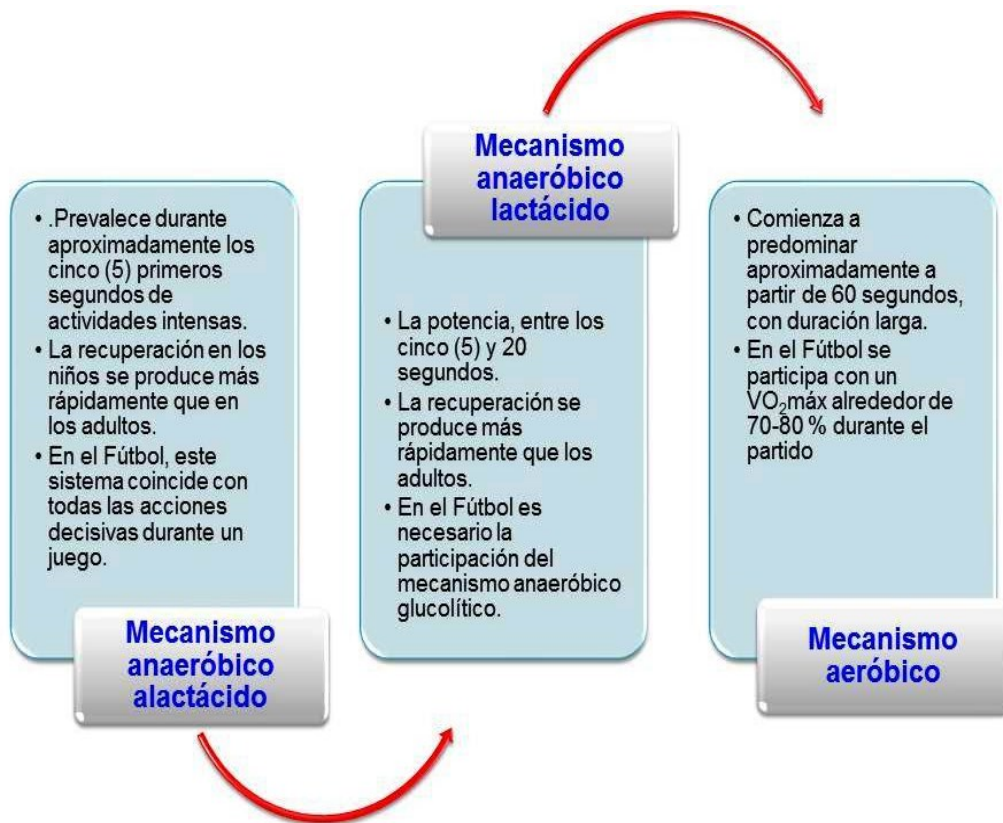 • .Prevalece durante
aproximadamente los
cinco (5) primeros
segundos de
actividades intensas.
• La recuperación en los
niños se produce más
rápidamente que en
los adultos.
• En el Fútbol, este
sistema coincide con
todas las acciones
decisivas durante un
juego.
Mecanismo
anaeróbico
alactácido
Mecanismo
anaeróbico
lactácido
• La potencia, entre los
cinco (5) y 20
segundos.
• La recuperación se
produce más
rápidamente que los
adultos.
• En el Fútbol es
necesario la
participación del
mecanismo anaeróbico
glucolítico.
• Comienza a
predominar
aproximadamente a
partir de 60 segundos,
con duración larga.
• En el Fútbol se
participa con un
VO₂máx alrededor de
70-80 % durante el
partido
Mecanismo
aeróbico